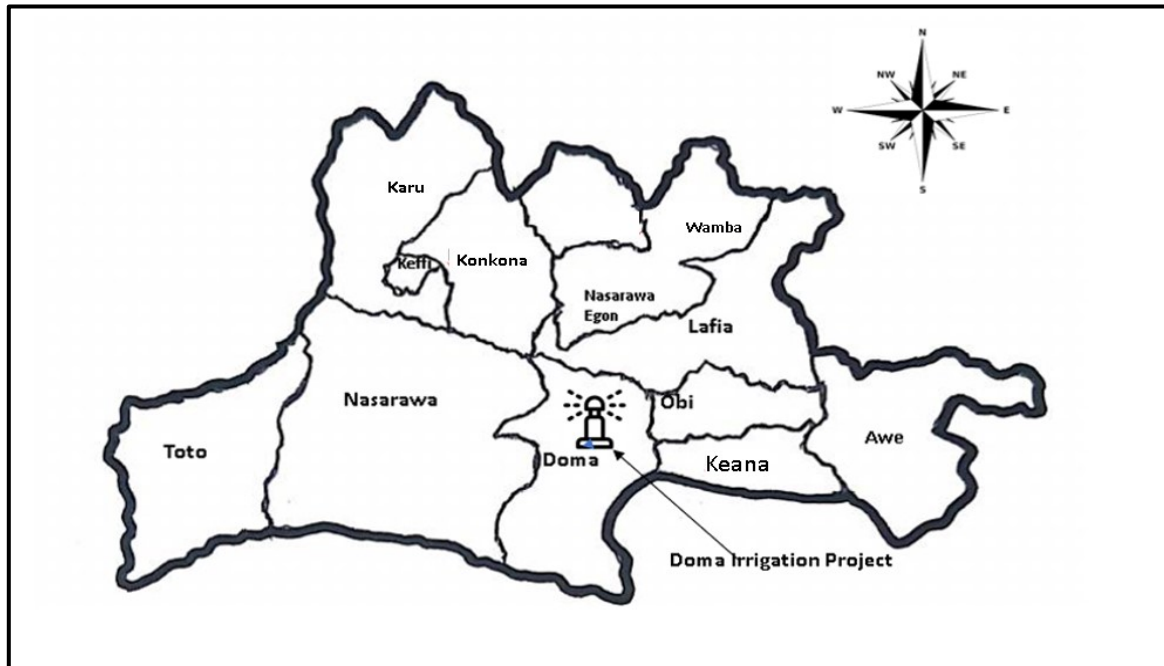 N
NW
NE
W
E
SW
SE
S
Karu
Wamba
Keffi
Konkona
Nasarawa
Egon
Lafia
Nasarawa
Obi
Toto
Doma
Keana
Awe
Doma Irrigation Project